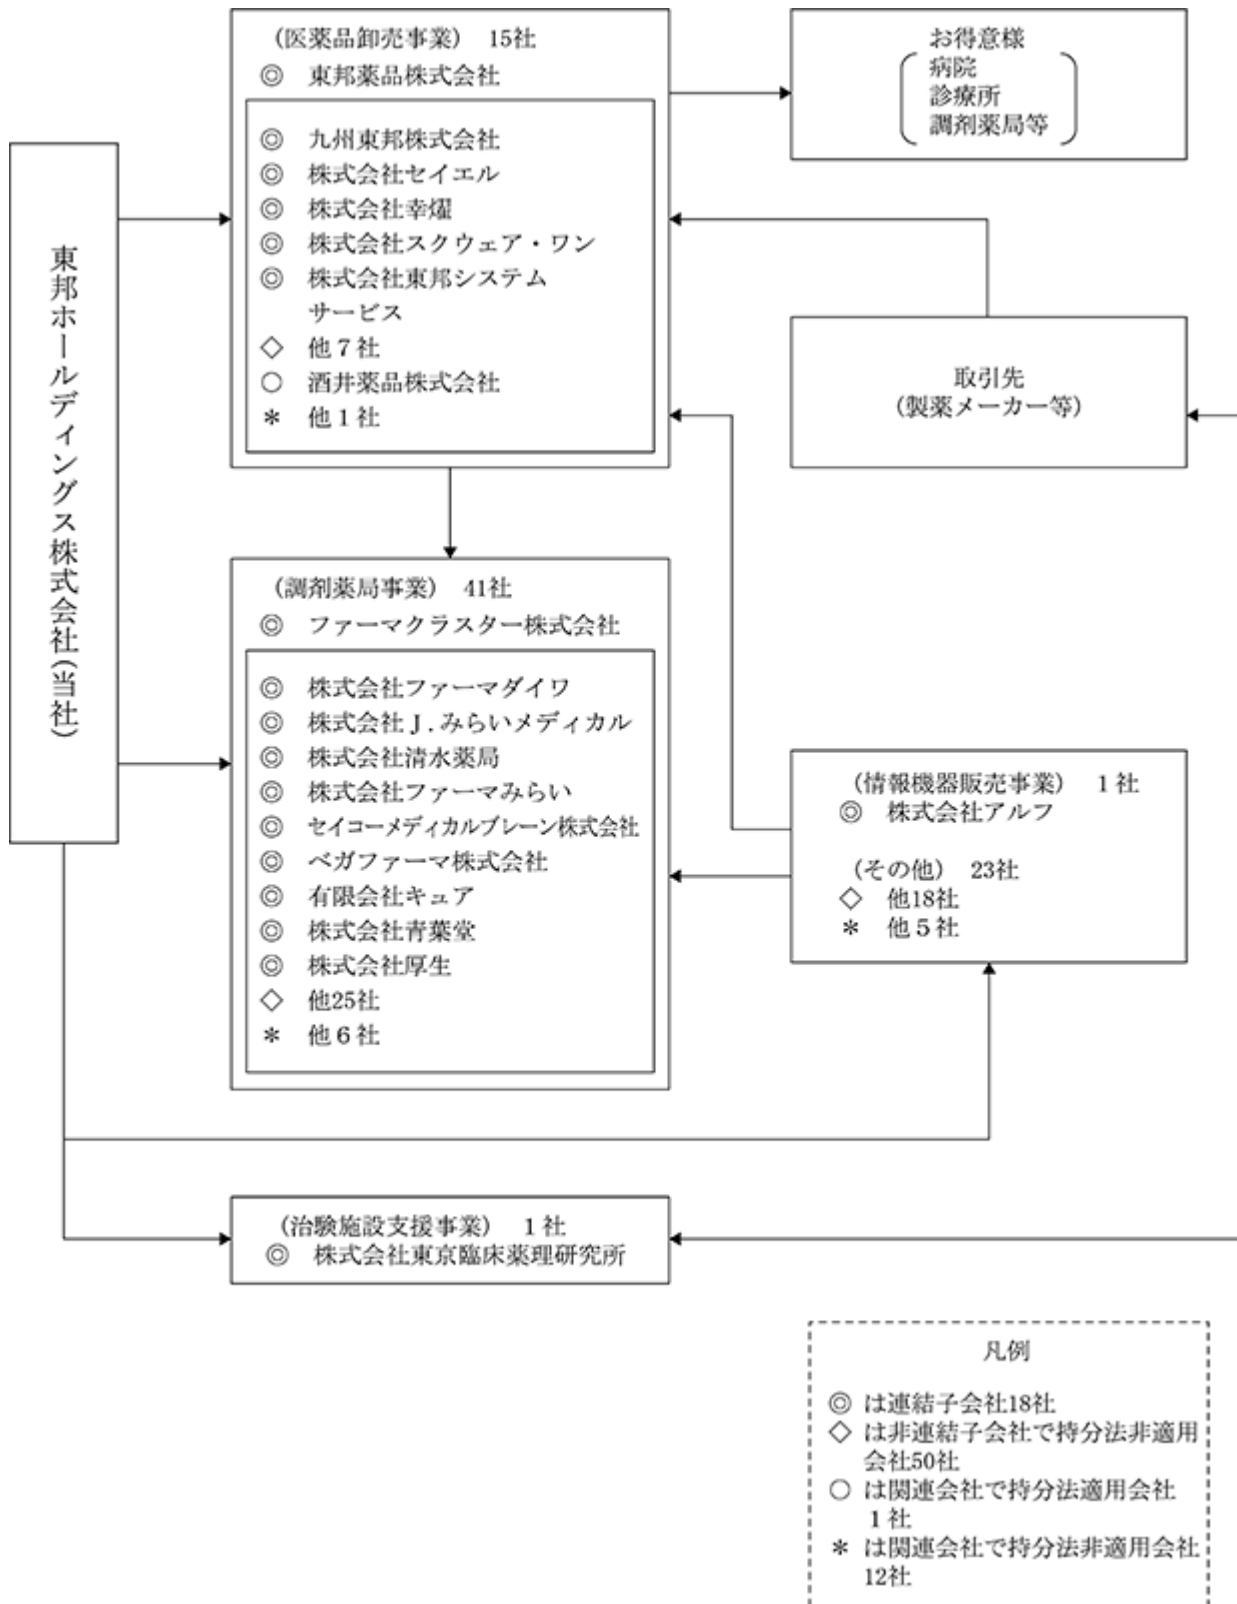 東邦ホールディングス株式会社(当社)
(医薬品卸売事業) 15社
◎ 東邦薬品株式会社
◎ 九州東邦株式会社
◎ 株式会社セイエル
◎ 株式会社幸燿
◎ 株式会社スクウェア・ワン
◎ 株式会社東邦システム
サービス
◇ 他7社
○ 酒井薬品株式会社
* 他1社
お得意様
病院
診療所
調剤薬局等
取引先
(製薬メーカー等)
(調剤薬局事業) 41社
◎ ファーマクラスター株式会社
◎ 株式会社ファーマダイワ
◎ 株式会社J.みらいメディカル
◎ 株式会社清水薬局
◎ 株式会社ファーマみらい
◎ セイコーメディカルブレーン株式会社
◎ ベガファーマ株式会社
◎ 有限会社キュア
◎ 株式会社青葉堂
◎ 株式会社厚生
◇ 他25社
* 他6社
(情報機器販売事業) 1社
◎ 株式会社アルフ
(その他) 23社
◇ 他18社
* 他5社
(治験施設支援事業) 1社
◎ 株式会社東京臨床薬理研究所
凡例
◎ は連結子会社18社
◇ は非連結子会社で持分法非適用
会社50社
○ は関連会社で持分法適用会社
1社
* は関連会社で持分法非適用会社
12社